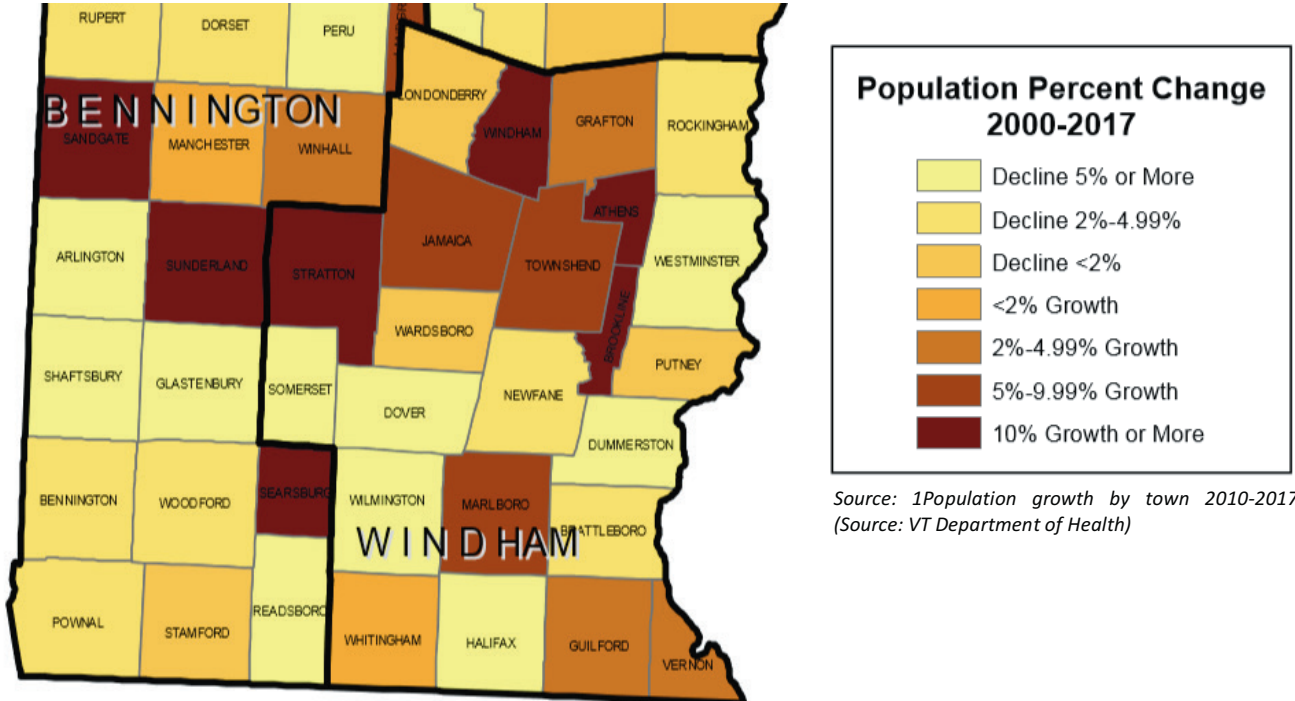 RUPERT
DORSET
PERU
LONDONDERRY
WINDHAM
GRAFTON
ROCKINGHAM
BENNINGTON
SANDGATE
MANCHESTER
WINHALL
ATHENS
ARLINGTON
SUNDERLAND
STRATTON
JAMAICA
TOWNSHEND
WESTMINSTER
WARDSBORO
BROOKLINE
PUTNEY
SHAFTSBURY
GLASTENBURY
SOMERSET
DOVER
NEWFANE
DUMMERSTON
BENNINGTON
WOODFORD
SEARSBURG
WILMINGTON
MARLBORO
BRATTLEBORO
WINDHAM
POWNAL
STAMFORD
READSBORO
WHITINGHAM
HALIFAX
GUILFORD
VERNON
Population Percent Change
2000-2017
Decline 5% or More
Decline 2%-4.99%
Decline <2%
<2% Growth
2%-4.99% Growth
5%-9.99% Growth
10% Growth or More
Source: 1Population growth by town 2010-2017
(Source: VT Department of Health)